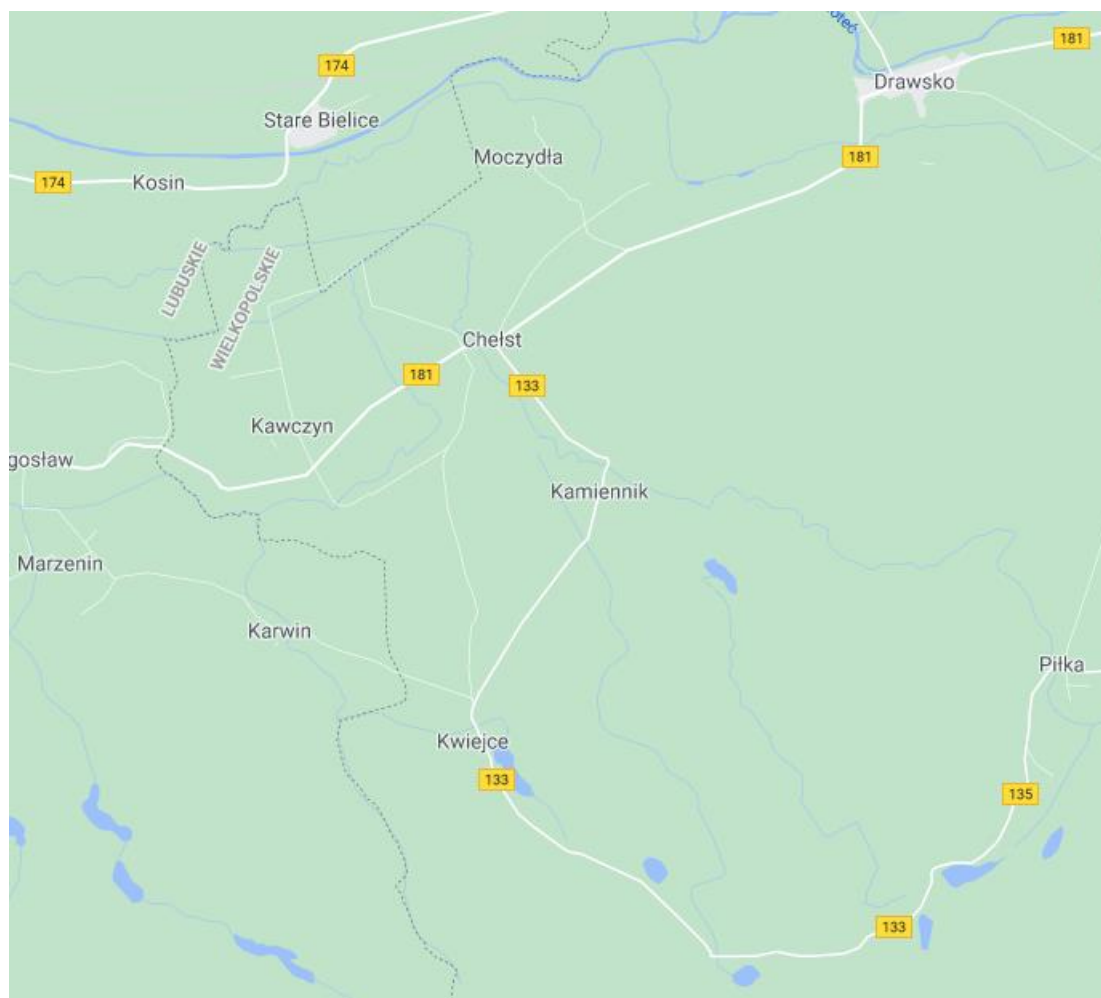 181
174
Drawsko
Stare Bielice
Moczydła
181
174
Kosin
LUBUSKIE
WIELKOPOLSKIE
Chełst
181
133
Kawczyn
gosław
Kamiennik
Marzenin
Karwin
Piłka
Kwiejce
133
135
133